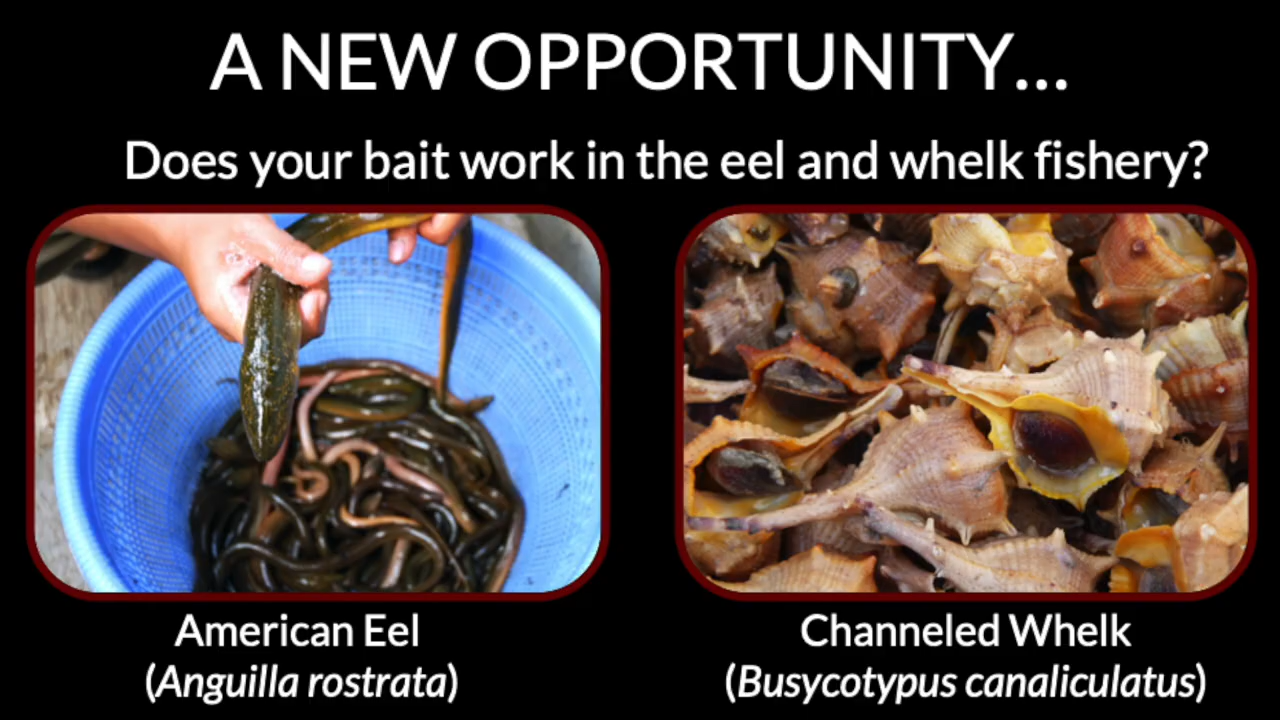 A NEW OPPORTUNITY...
Does your bait work in the eel and whelk fishery?
American Eel
(Anguilla rostrata)
Channeled Whelk
(Busycotypus canaliculatus)